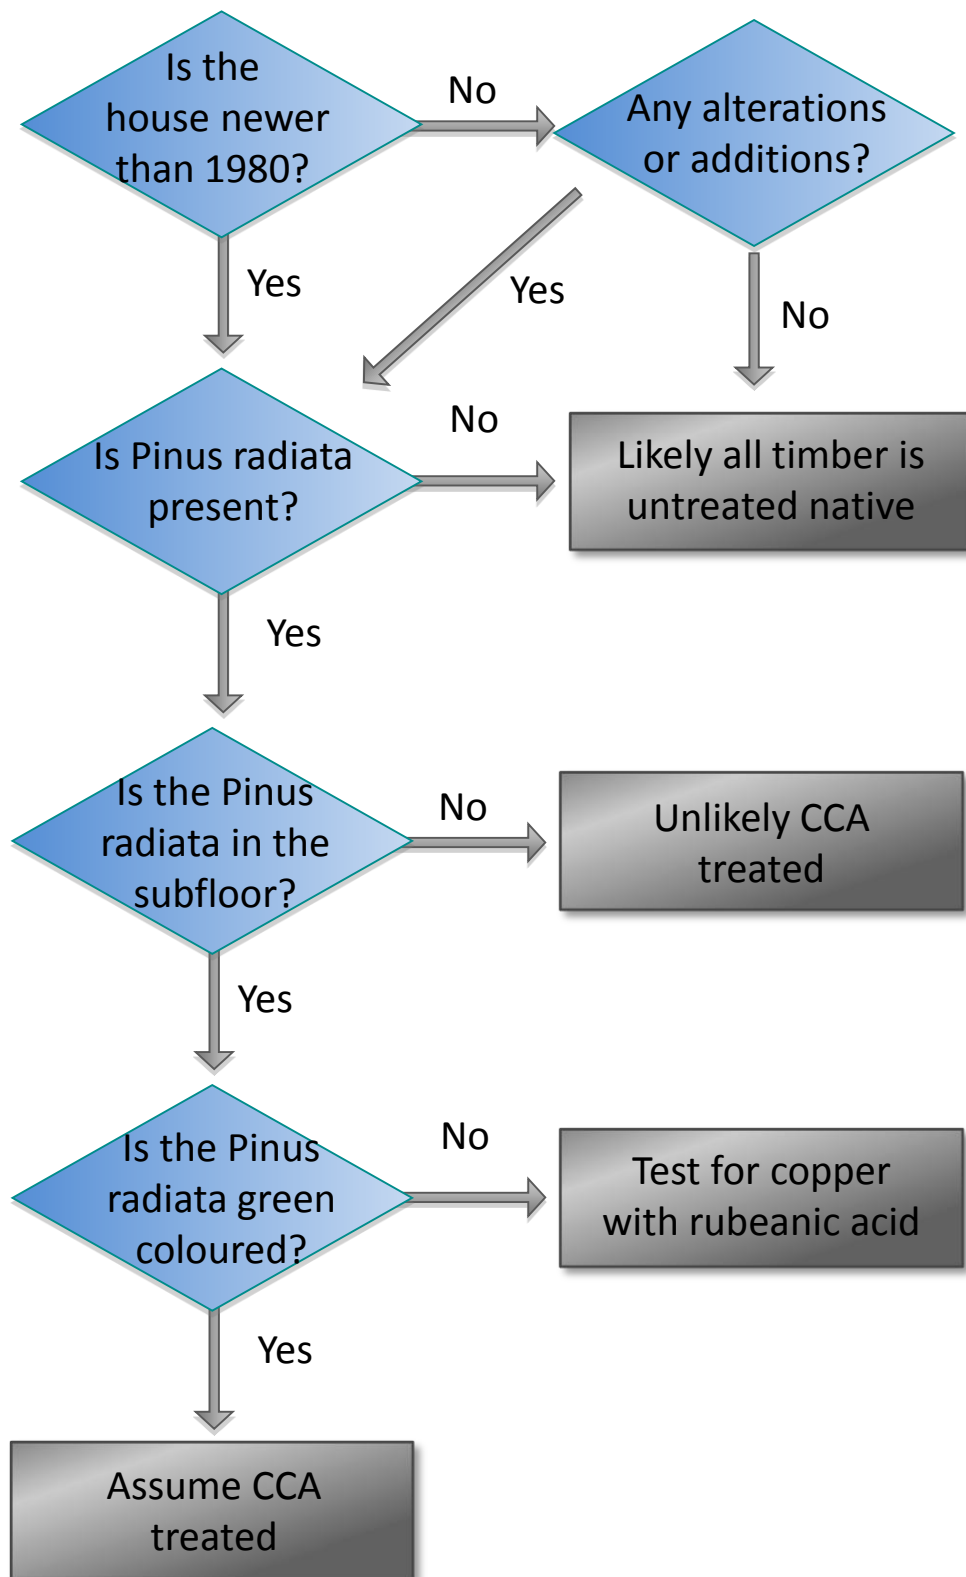 Is the
house newer
than 1980?
No
Any alterations
or additions?
Yes
Yes
No
Is Pinus radiata
present?
No
Likely all timber is
untreated native
Yes
Is the Pinus
radiata in the
subfloor?
No
Unlikely CCA
treated
Yes
Is the Pinus
radiata green
coloured?
No
Test for copper
with rubeanic acid
Yes
Assume CCA
treated